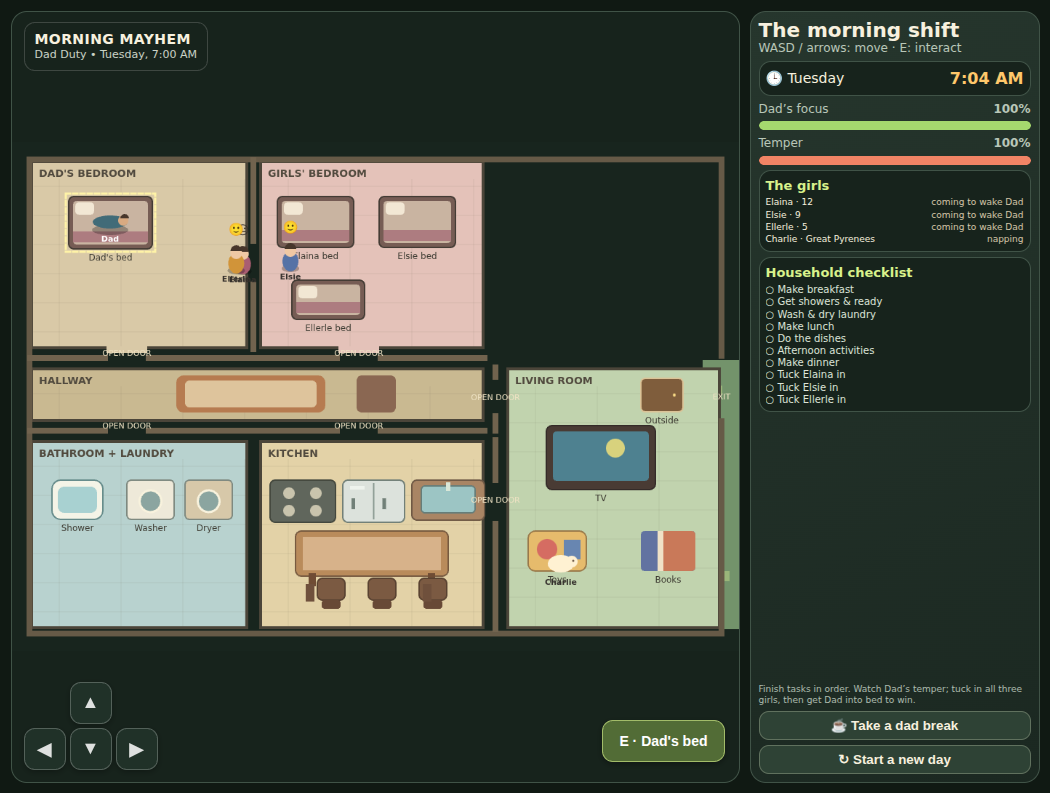 MORNING MAYHEM
Dad Duty • Tuesday, 7:00 AM
DAD'S BEDROOM
GIRLS' BEDROOM
Dad
Dad's bed
Elaina bed
Elsie bed
Elsie
Ellerle bed
OPEN DOOR
OPEN DOOR
HALLWAY
OPEN DOOR
LIVING ROOM
EXIT
Outside
OPEN DOOR
OPEN DOOR
BATHROOM + LAUNDRY
KITCHEN
TV
OPEN DOOR
Shower
Washer
Dryer
Toys
Charlie
Books
▲
◀
▼
▶
E · Dad's bed
The morning shift
WASD / arrows: move · E: interact
🕒 Tuesday
7:04 AM
Dad's focus
100%
Temper
100%
The girls
Elaina · 12
coming to wake Dad
Elsie · 9
coming to wake Dad
Ellerle · 5
coming to wake Dad
Charlie · Great Pyrenees
napping
Household checklist
○ Make breakfast
○ Get showers & ready
○ Wash & dry laundry
○ Make lunch
○ Do the dishes
○ Afternoon activities
○ Make dinner
○ Tuck Elaina in
○ Tuck Elsie in
○ Tuck Ellerle in
Finish tasks in order. Watch Dad's temper; tuck in all three
girls, then get Dad into bed to win.
☕ Take a dad break
↻ Start a new day